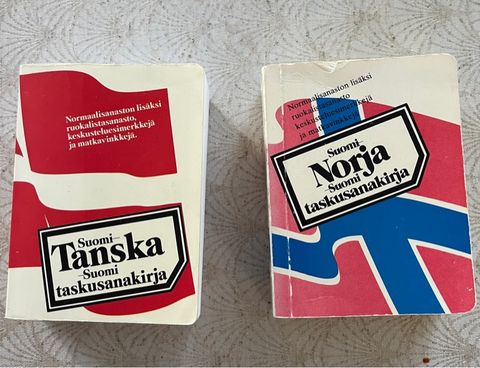 Normaalisanaston lisäksi
ruokalistasanasto,
keskusteluesimerkkejä
ja matkavinkkejä.
Suomi–
Tanska
–Suomi
taskusanakirja
Normaalisanaston lisäksi
ruokalistasanasto
keskusteluesimerkkejä
ja matkavinkkejä
Suomi–
Norja
–Suomi
taskusanakirja